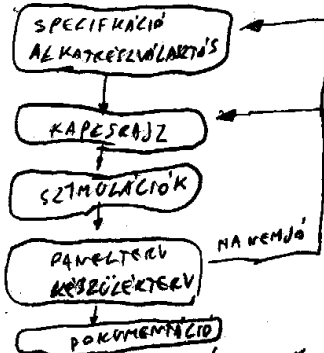 SPECIFIKÁCIÓ
ALKATRÉSZVÁLASZTÁS
KAPCSRAJZ
SZIMULÁCIÓK
HA NEM JÓ
PANELTERV
KÉSZÜLÉKTERV
DOKUMENTÁCIÓ